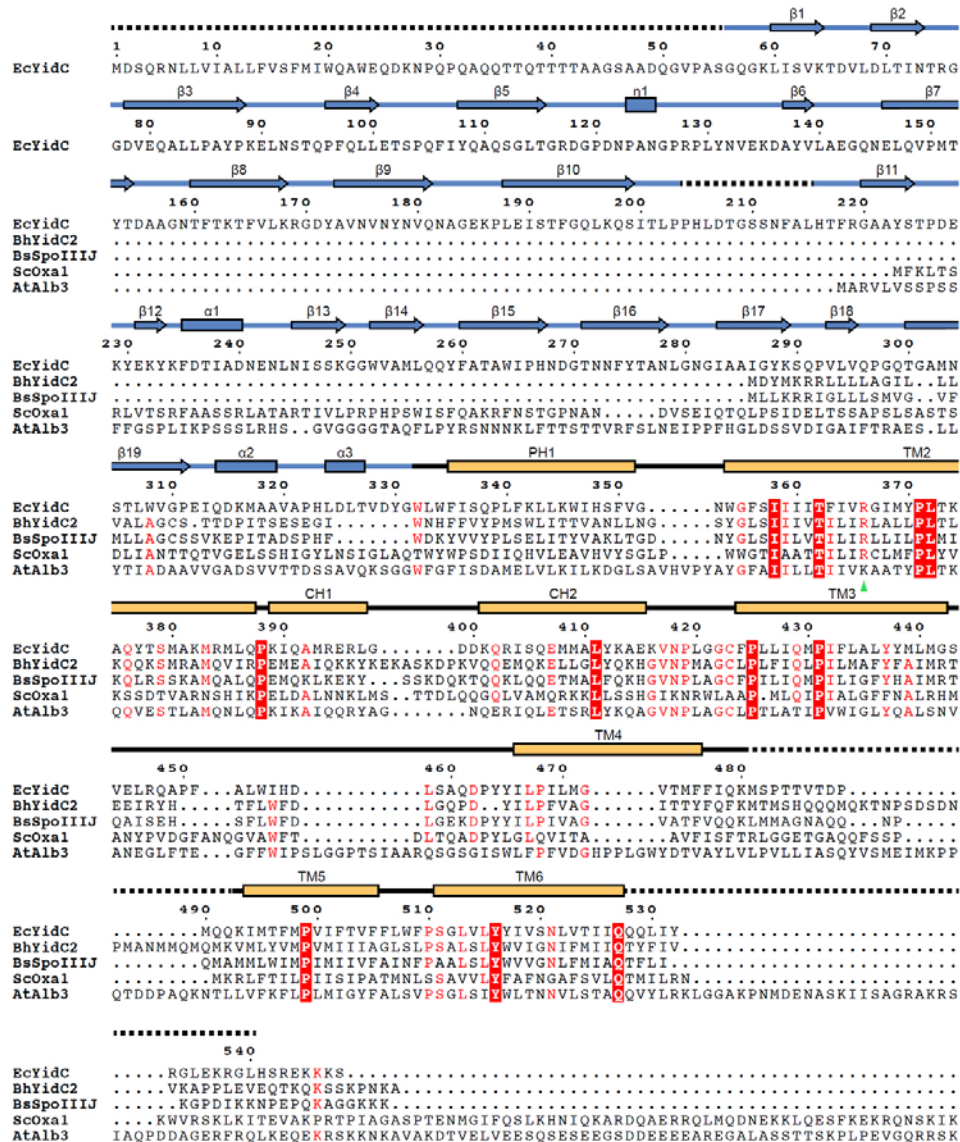 β1 β2
1 10 20 30 40 50 60 70
EcYidC MDSQRNLLVIALLFVSFMIWQAWEQDKNPQPQAQQTTQTTTTAAGSAADQGVPASGQGKLISVKTDVLDLTINTRG
β3 β4 β5 η1 β6 β7
80 90 100 110 120 130 140 150
EcYidC GDVEQALLPAYPKELNSTQPFQLLETSPQFIYQAQSGLTGRDGPDNPANGPRPLYNVEKDAYVLAEGQNELQVPMT
β8 β9 β10 β11
160 170 180 190 200 210 220
EcYidC YTDAAGNTFTKTFVLKRGDYAVNVNYNVQNAGEKPLEISTFGQLKQSITLPPHLDTGSSNFALHTFRGAAYSTPDE
BhYidC2 ............................................................................
BsSpoIIIJ ............................................................................
ScOxa1 ......................................................................MFKLTS
AtAlb3 .................................................................MARVLVSSPSS
β12 α1 β13 β14 β15 β16 β17 β18
230 240 250 260 270 280 290 300
EcYidC KYEKYKFDTIADNENLNISSKGGWVAMLQQYFATAWIPHNDGTNNFYTANLGNGIAAIGYKSQPVLVQPGQTGAMN
BhYidC2 .........................................................MDYMKRRLLLLAGIL.LL
BsSpoIIIJ .........................................................MLLKRRIGLLLSMVG.VF
ScOxa1 RLVTSRFAASSRLATARTIVLPRPHPSWISFQAKRFNSTGPNAN.....DVSEIQTQLPSIDELTSSAPSLSASTS
AtAlb3 FFGSPLIKPSSSLRHS.GVGGGGTAQFLPYRSNNNKLFTTSTTVRFSLNEIPPFHGLDSSVDIGAIFTRAES.LL
β19 α2 α3 PH1 TM2
310 320 330 340 350 360 370
EcYidC STLWVGPEIQDKMAAVAPHLDLTVDYGWLWFISQPLFKLLKWIHSFVG.....NWGFSIIIITFIVRGIMYPLTK
BhYidC2 VALAGCS.TTDPITSESEGI.......WNHFFVYPMSWLITTVANLLNG.....SYGLSIIIVTILIRLALLPLTL
BsSpoIIIJ MLLAGCSSVKEPITADSPHF.......WDKYVVYPLSELITYVAKLTGD.....NYGLSIILVTILIRLLILPLMI
ScOxa1 DLIANTTQTVGELSSHIGYLNSIGLAQTWYWPSDIIQHVLEAVHVYSGLP....WWGTIAATTILIRCLMFPLYV
AtAlb3 YTIADAAVVGADSVVTTDSSAVQKSGGWFGFISDAMELVLKILKDGLSAVHVPYAYGFAIILLTIIVKAATYPLTK
CH1 CH2 TM3
380 390 400 410 420 430 440
EcYidC AQYTSMAKMRMLQPKIQAMRERLG.......DDKQRISQEMMALYKAEKVNPLGGCFPLLIQMPIFLALYYMLMGS
BhYidC2 KQQKSMRAMQVIRPEMEAIQKKYKEKASKDPKVQQEMQKELLGLYQKHGVNPMAGCLPLFIQLPILMAFYFAIMRT
BsSpoIIIJ KQLRSSKAMQALQPEMQKLKEKY...SSKDQKTQQKLQQETMALFQKHGVNPLAGCFPILIQMPILIGFYHAIMRT
ScOxa1 KSSDTVARNSHIKPELDALNNKLMS...TTDLQQGQLVAMQRKKLLSSHGIKNRWLAAP.MLQIPIALGFFNALRHM
AtAlb3 QQVESTLAMQNLQPKIKAIQQRYAG......NQERIQLETSRLYKQAGVNPLAGCLPTLATIPVWIGLYQALSNV
TM4
450 460 470 480
EcYidC VELRQAPF...ALWIHD..........LSAQDPYYILPILMG.....VTMFFIQKMSPTTVTDP............
BhYidC2 EEIRYH.....TFLWFD..........LGQPD.YILPFVAG.....ITTYFQFKMTMSHQQQMQKTNPSDSDN
BsSpoIIIJ QAISEH.....SFLWFD..........LGEKDPYYILPIVAG.....VATFVQQKLMMAGNAQQ...NP.......
ScOxa1 ANYPVDGFANQGVAWFT..........DLTQADPYLGLQVITA.....AVFISFTRLGGETGAQQFSSP.......
AtAlb3 ANEGLFTE...GFFWIPSLGGPTSIAARQSGSGISWLFPFVDGHPPLGWYDTVAYLVLPVLLIASQYVSMEIMKPP
TM5 TM6
490 500 510 520 530
EcYidC ........MQQKIMTFMPVIFTVFFLWFPSGLVLYYIVSNLVTIIQQQLIY.........................
BhYidC2 PMANMMQMQMKVMLYVMPVMIIIAGLSLPSALSLYWVIGNIFMIIQTYFIV.........................
BsSpoIIIJ ........QMAMMLWIMPIMIIVFAINFPAALSLYWVVGNLFMIAQTFLI..........................
ScOxa1 ........MKRLFTILPIISIPATMNLSSAVVLYFAFNGAFSVLQTMILRN.........................
AtAlb3 QTDDPAQKNTLLVFKFLPLMIGYFALSVPSGLSIYWLTNNVLSTAQQVYLRKLGGAKPNMDENASKIISAGRAKRS
540
EcYidC .....RGLEKRGLHSREKKKS.......................................................
BhYidC2 .....VKAPPLEVEQTKQKSSKPNKA..................................................
BsSpoIIIJ ......KGPDIKKNPEPQKAGGKKK...................................................
ScOxa1 .....KWVRSKLKITEVAKPRTPIAGASPTENMGIFQSLKHNIQKARDQAERRQLMQDNEKKLQESFKEKRQNSKIK
AtAlb3 IAQPDDAGERFRQLKEQEKRSKKNKAVAKDTVELVEESQSESEEGSDDEEEEAREGALASSTTSKPLPEVGQRRSK